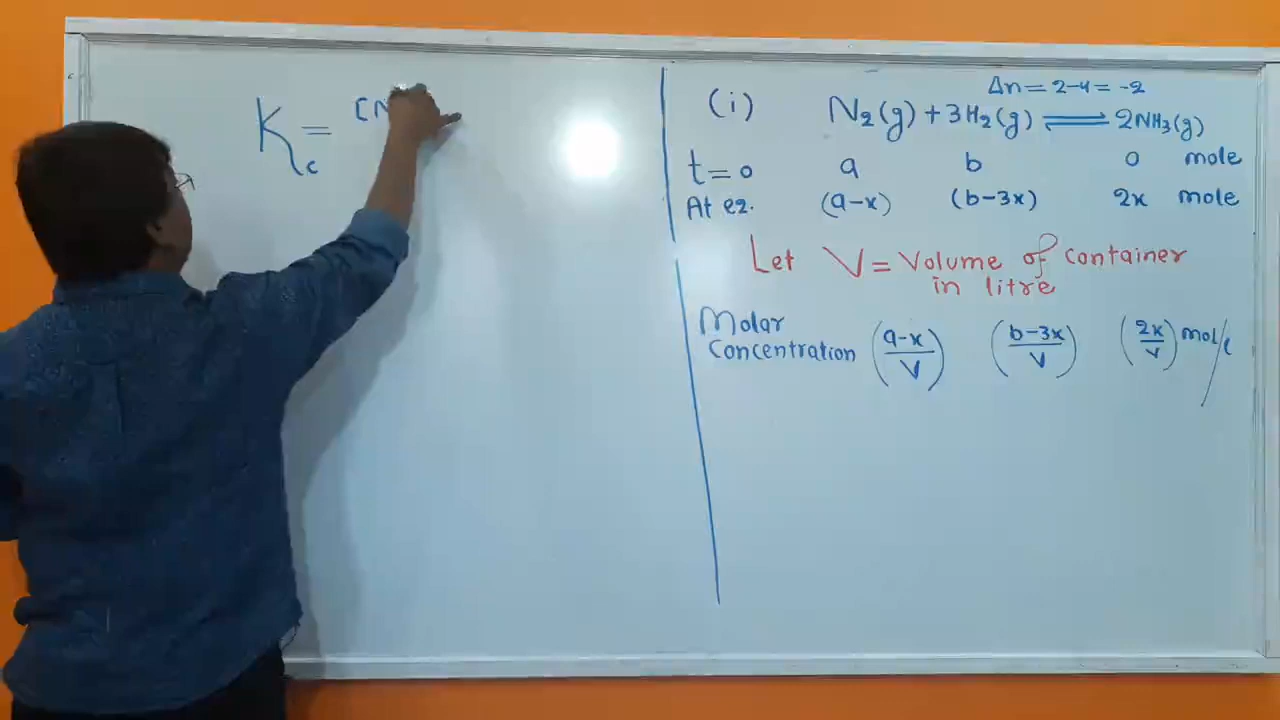 K_c = [N
Δn = 2-4 = -2
(i) N₂(g) + 3H₂(g) ⇌ 2NH₃(g)
t=0 a b 0 mole
At eq. (a-x) (b-3x) 2x mole
Let V = Volume of container
in litre
Molar
Concentration ((a-x)/V) ((b-3x)/V) (2x/V) mol/L